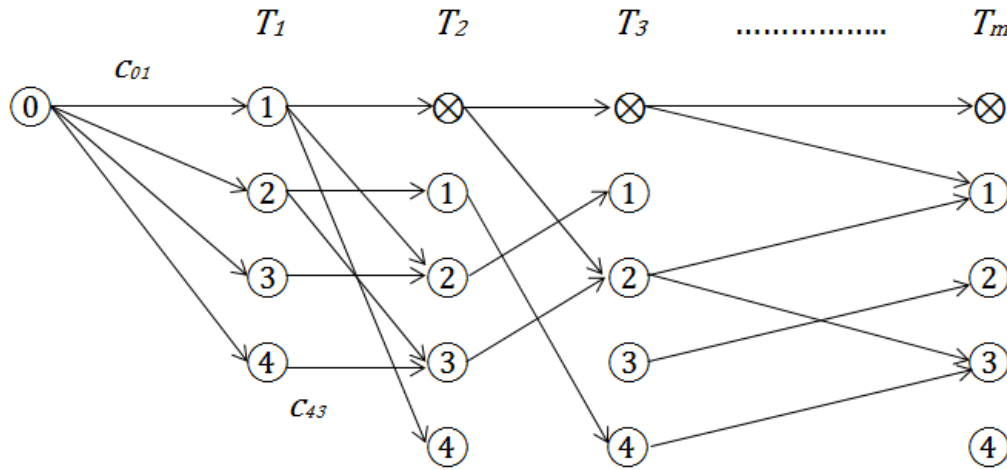 T₁ T₂ T₃ .................. Tₘ
c₀₁
0 1 ⊗ ⊗ ⊗
2 1 1 1
3 2 2 2
4 3 3 3
c₄₃
4 4 4